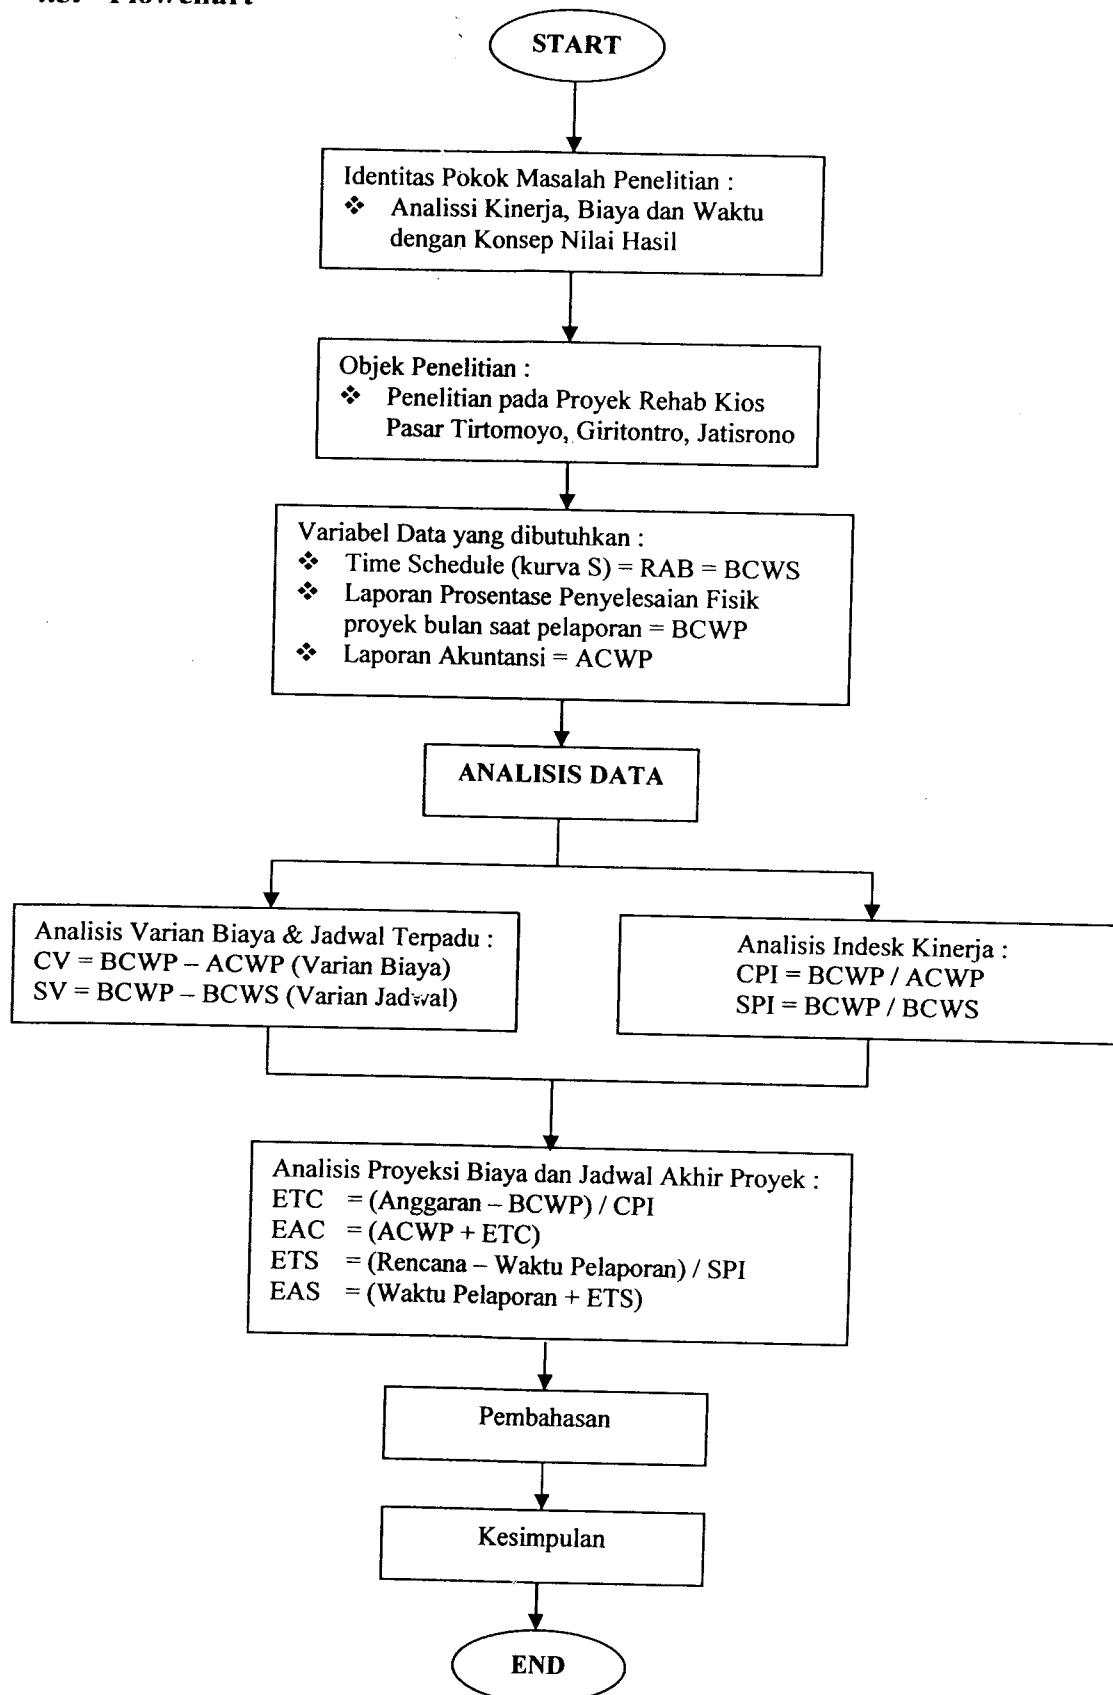 Flowchart
START
Identitas Pokok Masalah Penelitian :
❖ Analissi Kinerja, Biaya dan Waktu
dengan Konsep Nilai Hasil
Objek Penelitian :
❖ Penelitian pada Proyek Rehab Kios
Pasar Tirtomoyo, Giritontro, Jatisrono
Variabel Data yang dibutuhkan :
❖ Time Schedule (kurva S) = RAB = BCWS
❖ Laporan Prosentase Penyelesaian Fisik
proyek bulan saat pelaporan = BCWP
❖ Laporan Akuntansi = ACWP
ANALISIS DATA
Analisis Varian Biaya & Jadwal Terpadu :
CV = BCWP – ACWP (Varian Biaya)
SV = BCWP – BCWS (Varian Jadwal)
Analisis Indesk Kinerja :
CPI = BCWP / ACWP
SPI = BCWP / BCWS
Analisis Proyeksi Biaya dan Jadwal Akhir Proyek :
ETC = (Anggaran – BCWP) / CPI
EAC = (ACWP + ETC)
ETS = (Rencana – Waktu Pelaporan) / SPI
EAS = (Waktu Pelaporan + ETS)
Pembahasan
Kesimpulan
END